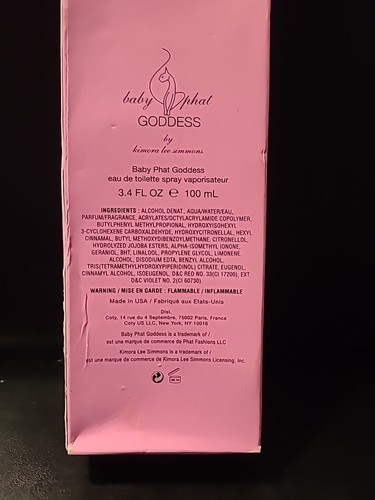 baby phat
GODDESS
by
kimora lee simmons
Baby Phat Goddess
eau de toilette spray vaporisateur
3.4 FL OZ ℮ 100 mL
INGREDIENTS: ALCOHOL DENAT, AQUA/WATER/EAU,
PARFUM/FRAGRANCE, ACRYLATES/OCTYLACRYLAMIDE COPOLYMER,
BUTYLPHENYL METHYLPROPIONAL, HYDROXYISOHEXYL
3-CYCLOHEXENE CARBOXALDEHYDE, HYDROXYCITRONELLAL, HEXYL
CINNAMAL, BUTYL METHOXYDIBENZOYLMETHANE, CITRONELLOL,
HYDROLYZED JOJOBA ESTERS, ALPHA-ISOMETHYL IONONE,
GERANIOL, BHT, LINALOOL, PROPYLENE GLYCOL, LIMONENE,
ALCOHOL, DISODIUM EDTA, BENZYL ALCOHOL,
TRIS(TETRAMETHYLHYDROXYPIPERIDINOL) CITRATE, EUGENOL,
CINNAMYL ALCOHOL, ISOEUGENOL, D&C RED NO. 33(CI 17200), EXT
D&C VIOLET NO. 2(CI 60730).
WARNING / MISE EN GARDE : FLAMMABLE / INFLAMMABLE
Made in USA / Fabriqué aux Etats-Unis
Dist.
Coty, 14 rue du 4 Septembre, 75002 Paris, France
Coty US LLC, New York, NY 10016
Baby Phat Goddess is a trademark of /
est une marque de commerce de Phat Fashions LLC
Kimora Lee Simmons is a trademark of /
est une marque de commerce de Kimora Lee Simmons Licensing, Inc.